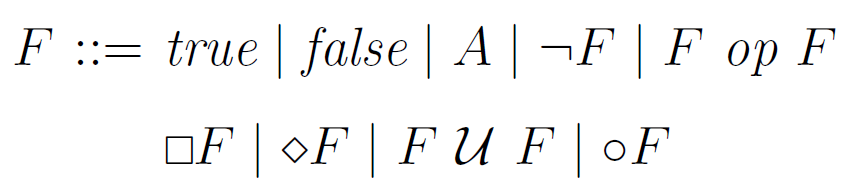 F ::= true | false | A | ¬F | F op F
□F | ⋄F | F 𝒰 F | ○F